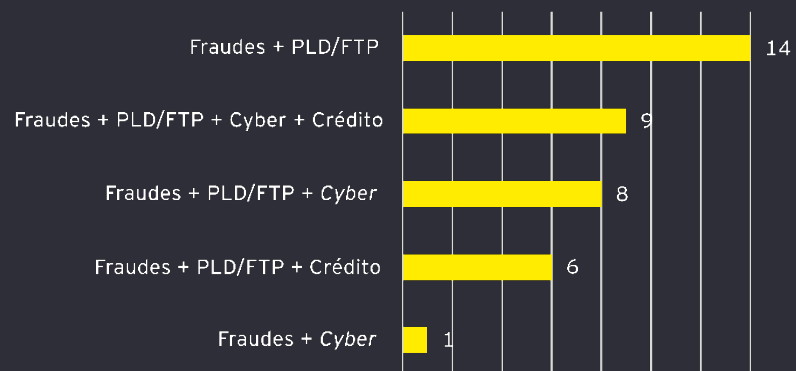 Fraudes + PLD/FTP 14
Fraudes + PLD/FTP + Cyber + Crédito 9
Fraudes + PLD/FTP + Cyber 8
Fraudes + PLD/FTP + Crédito 6
Fraudes + Cyber 1